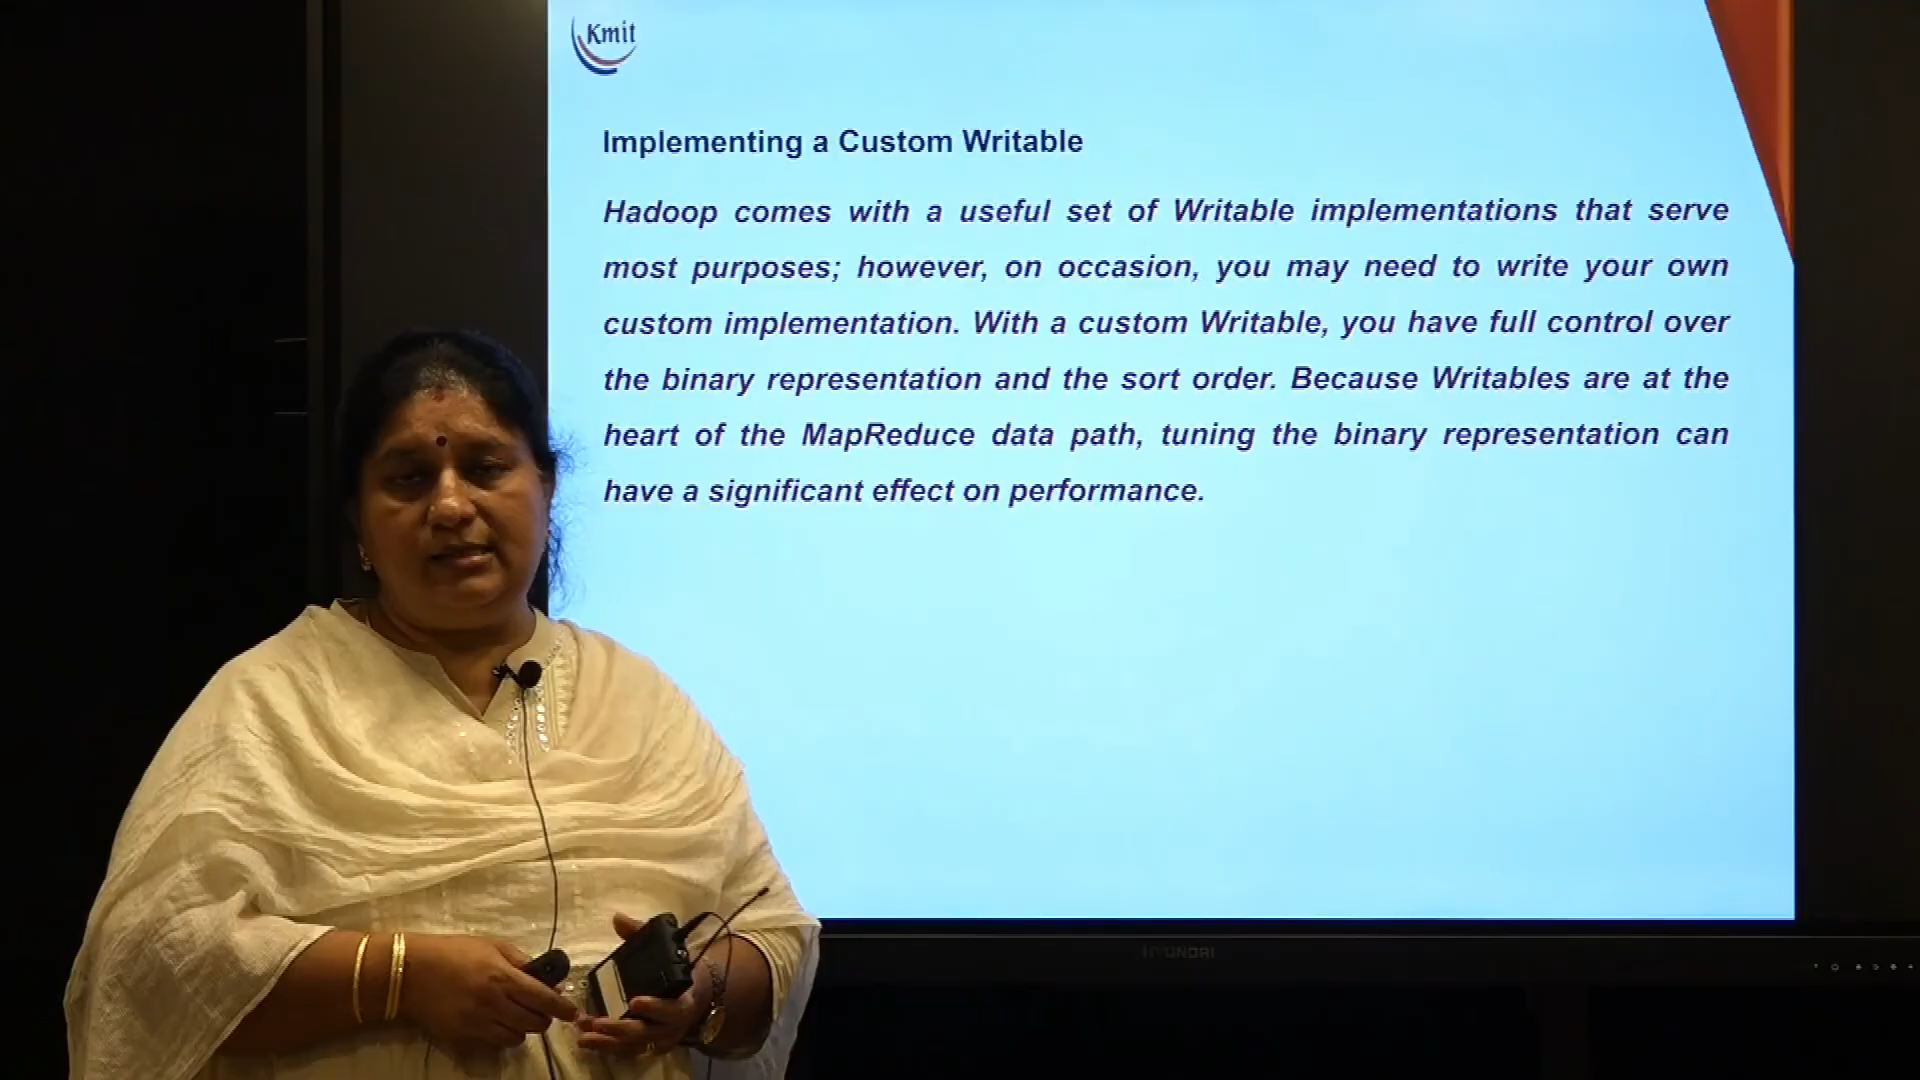 Kmit
Implementing a Custom Writable
Hadoop comes with a useful set of Writable implementations that serve
most purposes; however, on occasion, you may need to write your own
custom implementation. With a custom Writable, you have full control over
the binary representation and the sort order. Because Writables are at the
heart of the MapReduce data path, tuning the binary representation can
have a significant effect on performance.
HYUNDAI